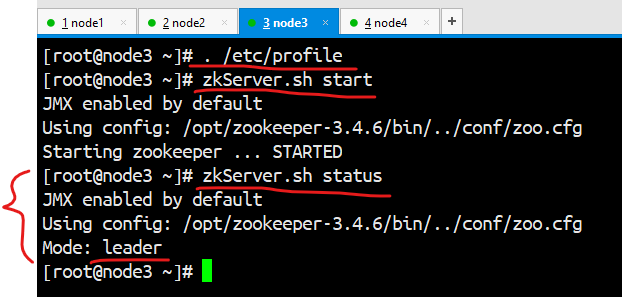 1 node1 × 2 node2 × 3 node3 × 4 node4 × +
[root@node3 ~]# . /etc/profile
[root@node3 ~]# zkServer.sh start
JMX enabled by default
Using config: /opt/zookeeper-3.4.6/bin/../conf/zoo.cfg
Starting zookeeper ... STARTED
[root@node3 ~]# zkServer.sh status
JMX enabled by default
Using config: /opt/zookeeper-3.4.6/bin/../conf/zoo.cfg
Mode: leader
[root@node3 ~]#